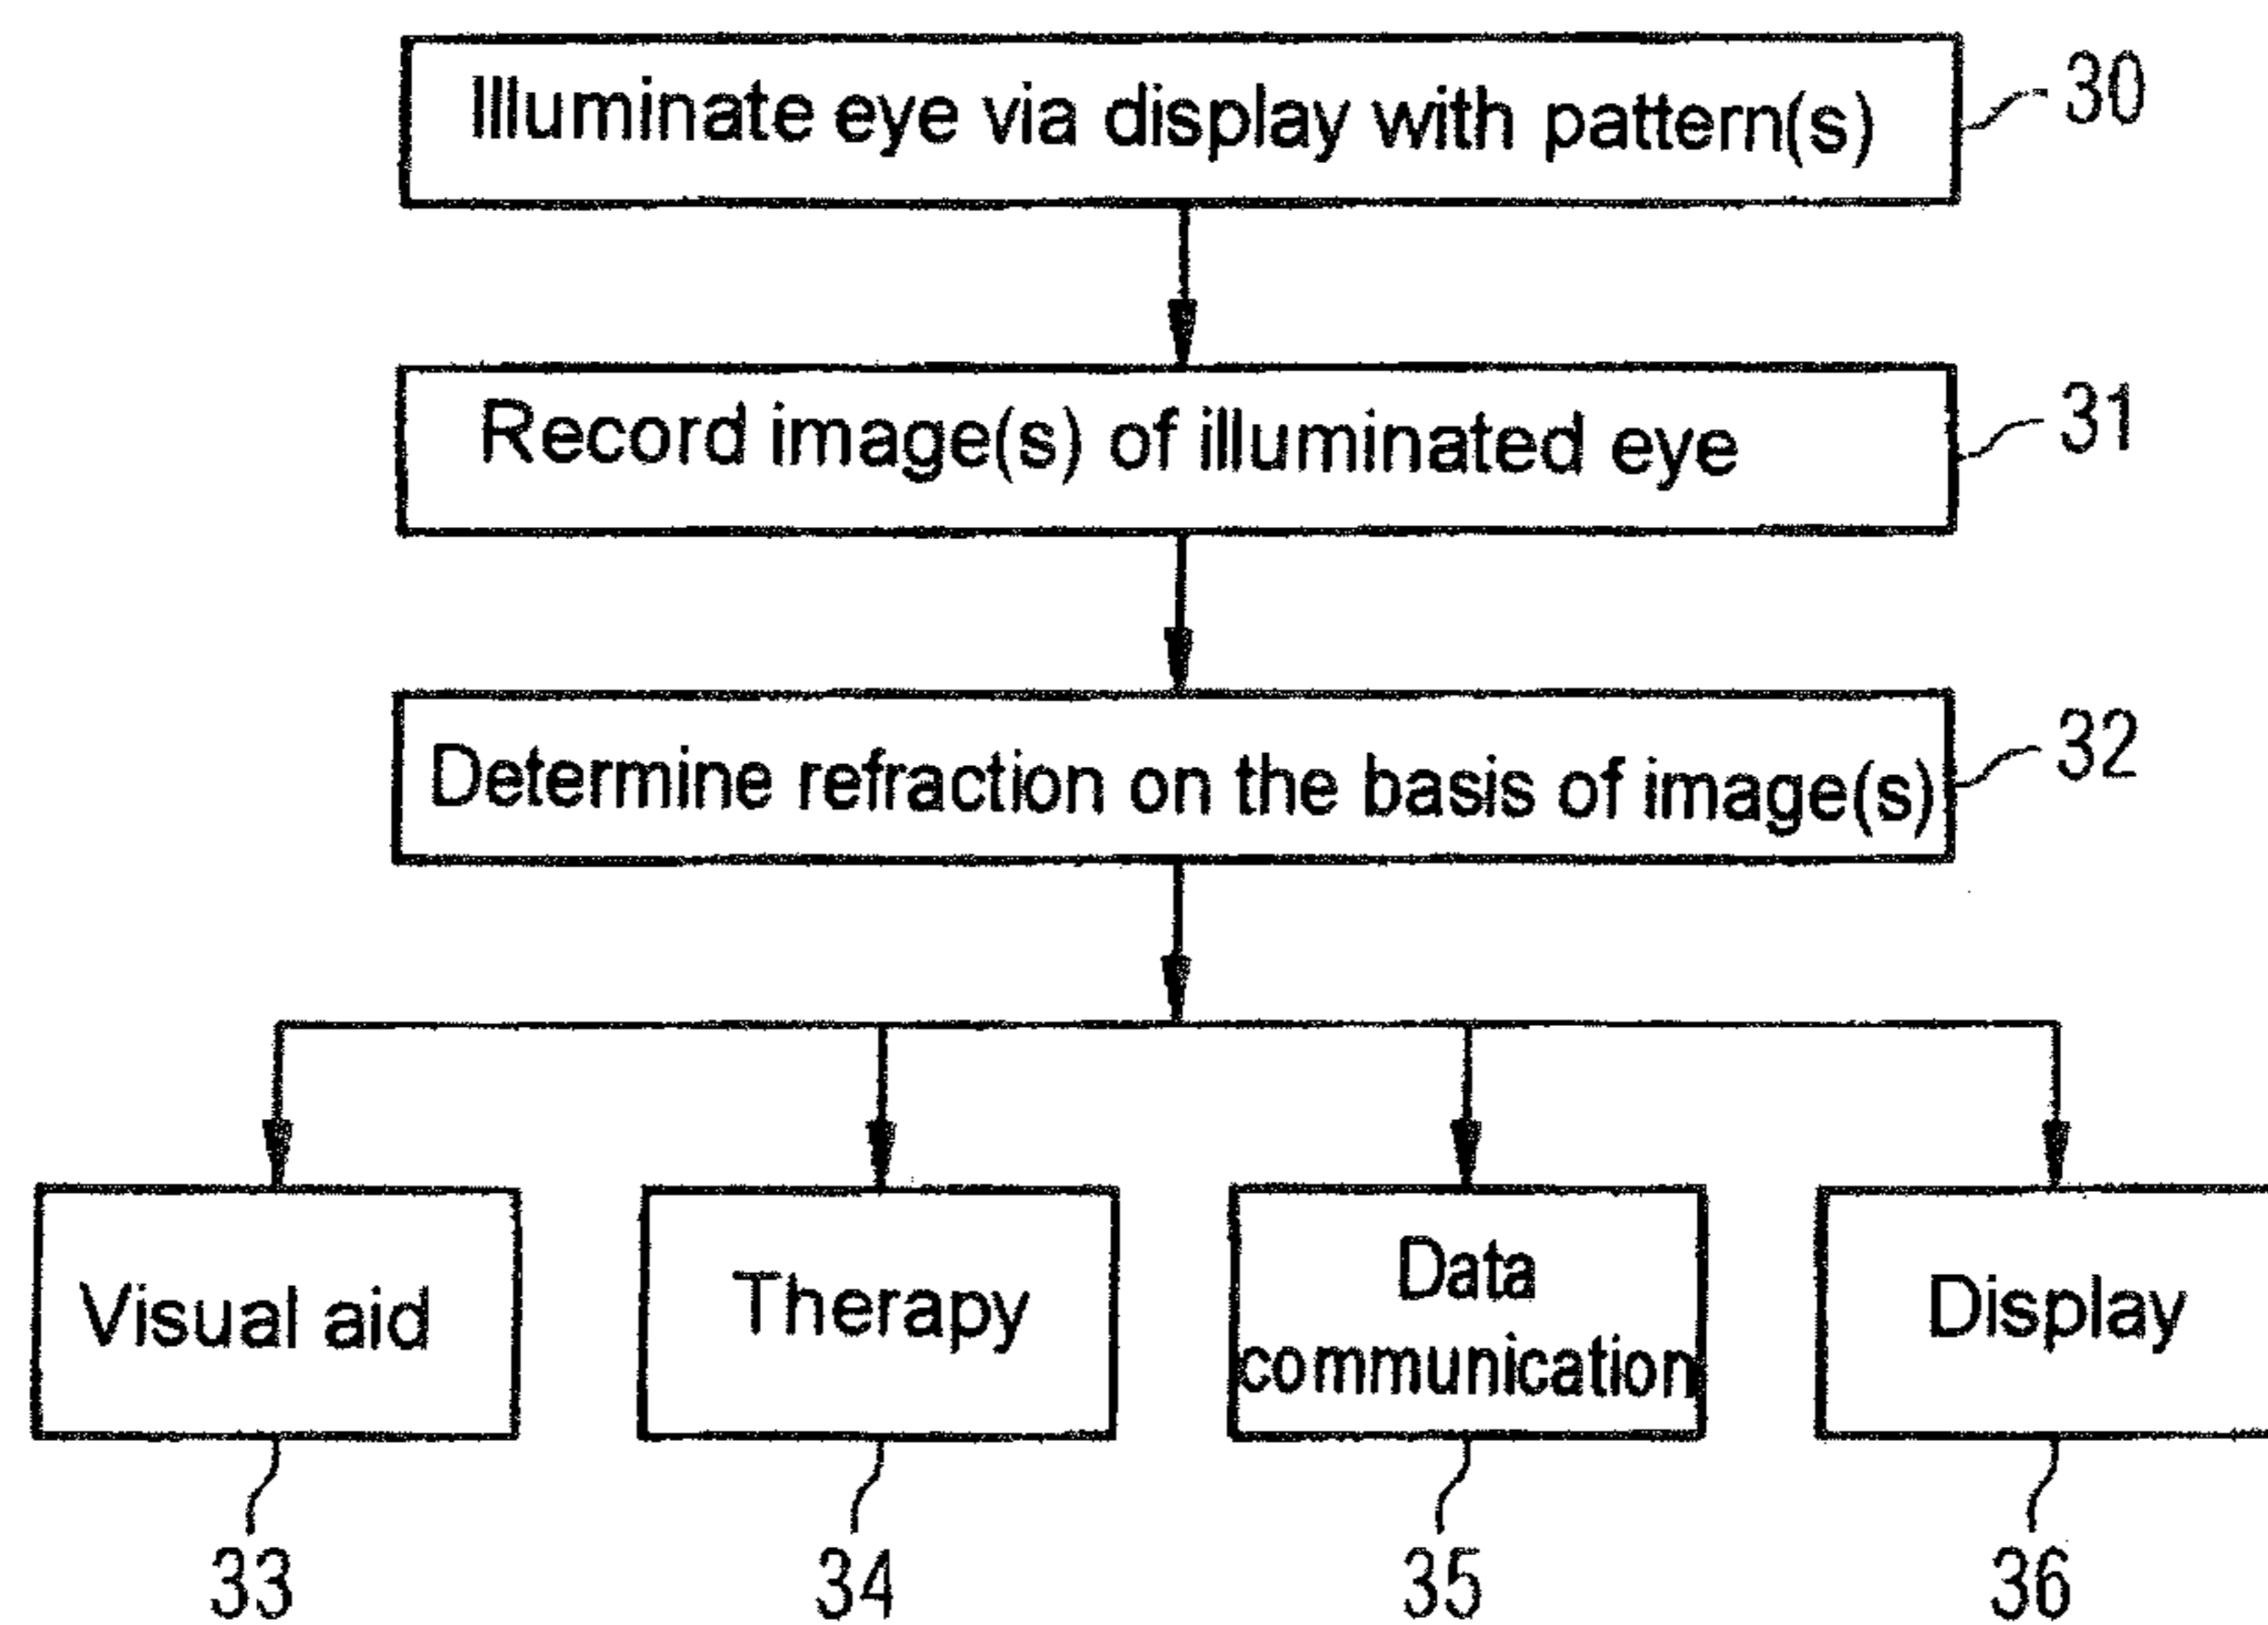 Illuminate eye via display with pattern(s)
30
Record image(s) of illuminated eye
31
Determine refraction on the basis of image(s)
32
Visual aid
Therapy
Data
communication
Display
33
34
35
36